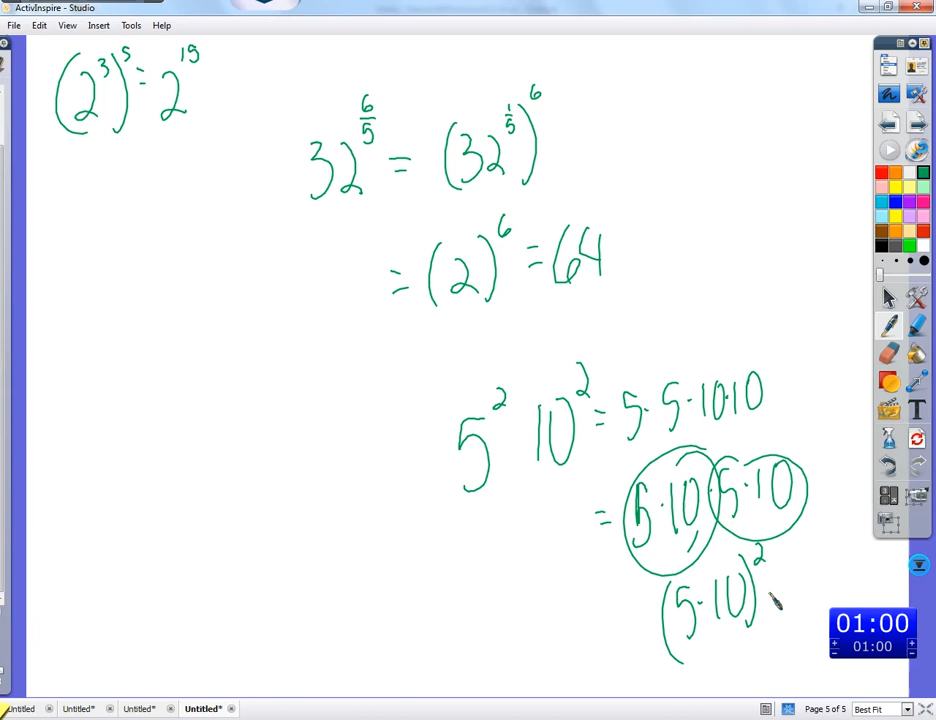 ActivInspire - Studio
File Edit View Insert Tools Help
(2³)⁵ = 2¹⁵
32^(6/5) = (32^(1/5))⁶
= (2)⁶ = 64
5² 10² = 5·5·10·10
= 5·10·5·10
(5·10)²
01:00
01:00
Untitled Untitled* Untitled* Untitled* Page 5 of 5 Best Fit